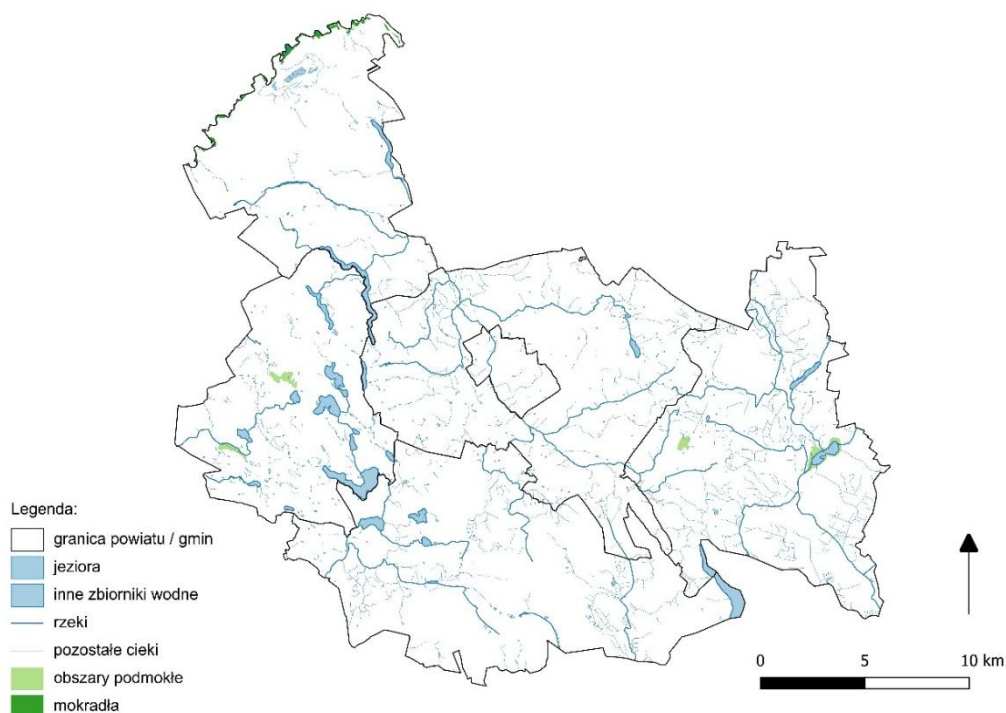 Legenda:
granica powiatu / gmin
jeziora
inne zbiorniki wodne
rzeki
pozostałe cieki
obszary podmokłe
mokradła
0 5 10 km